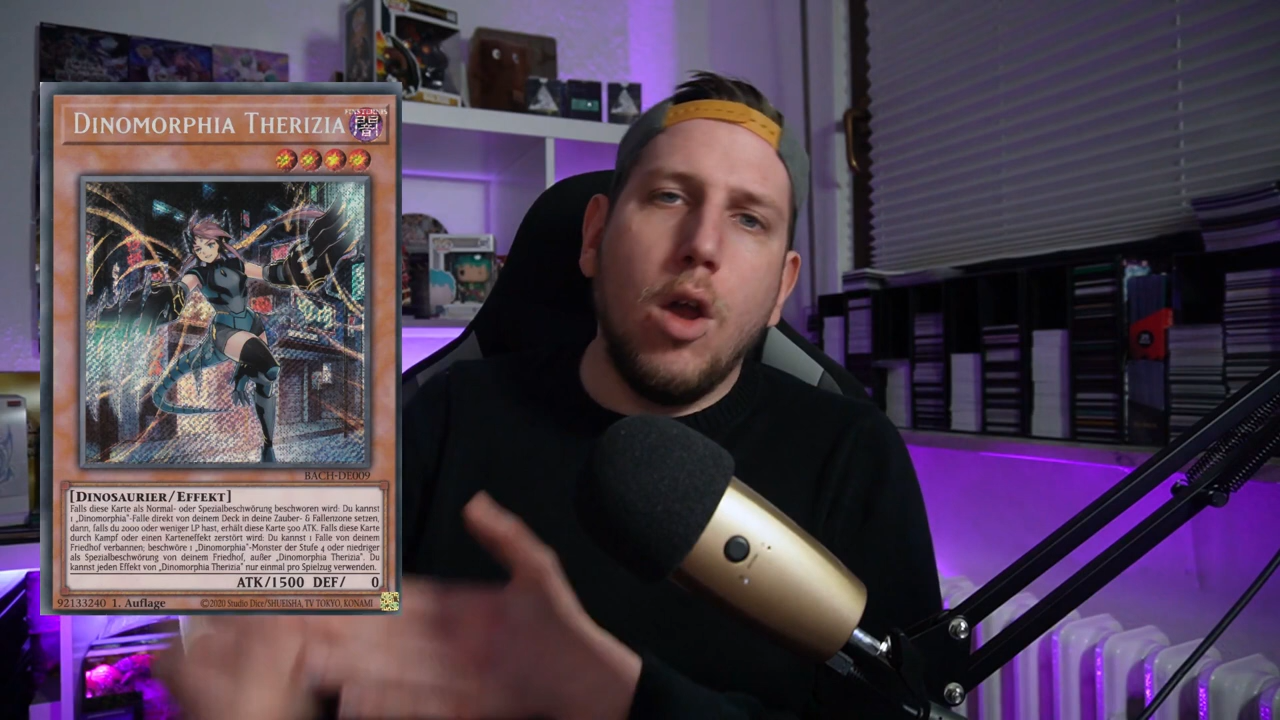 DINOMORPHIA THERIZIA
FINSTERNIS
闇
BACH-DE009
[DINOSAURIER/EFFEKT]
Falls diese Karte als Normal- oder Spezialbeschwörung beschworen wird: Du kannst
1 „Dinomorphia“-Falle direkt von deinem Deck in deine Zauber- & Fallenzone setzen,
dann, falls du 2000 oder weniger LP hast, erhält diese Karte 500 ATK. Falls diese Karte
durch Kampf oder einen Karteneffekt zerstört wird: Du kannst 1 Falle von deinem
Friedhof verbannen; beschwöre 1 „Dinomorphia“-Monster der Stufe 4 oder niedriger
als Spezialbeschwörung von deinem Friedhof, außer „Dinomorphia Therizia“. Du
kannst jeden Effekt von „Dinomorphia Therizia“ nur einmal pro Spielzug verwenden.
ATK/1500 DEF/ 0
92133240 1. Auflage ©2020 Studio Dice/SHUEISHA, TV TOKYO, KONAMI